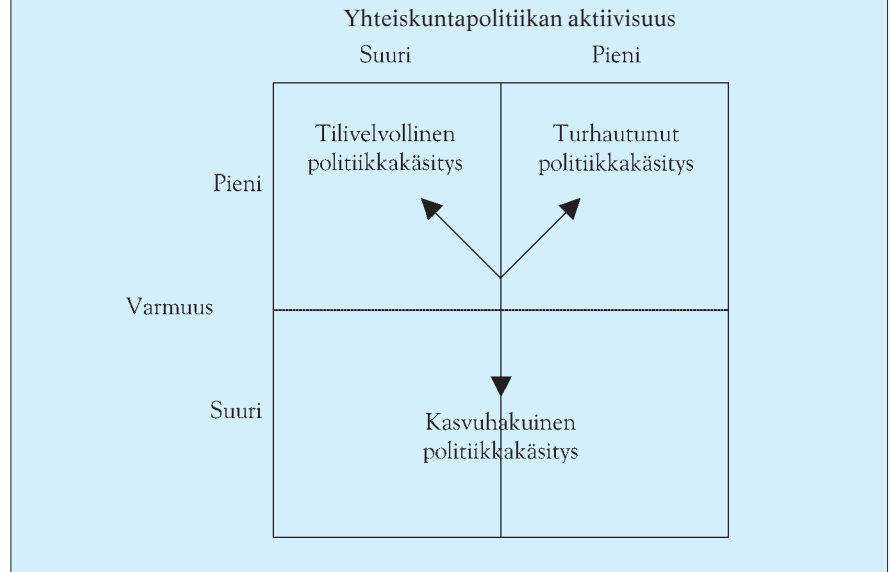 Yhteiskuntapolitiikan aktiivisuus
Suuri Pieni
Tilivelvollinen
politiikkakäsitys
Turhautunut
politiikkakäsitys
Pieni
Varmuus
Suuri
Kasvuhakuinen
politiikkakäsitys